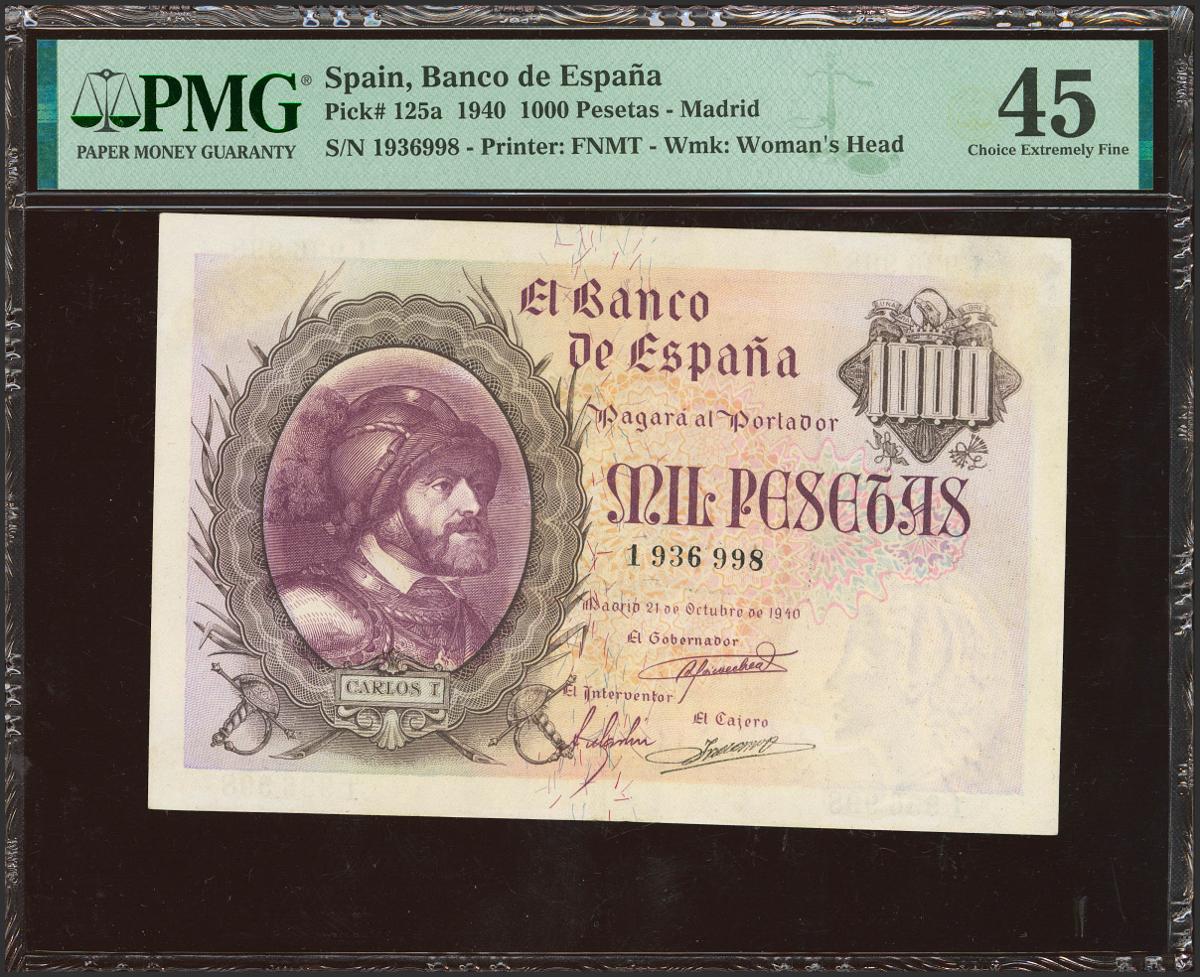 PMG®
PAPER MONEY GUARANTY
Spain, Banco de España
Pick# 125a 1940 1000 Pesetas - Madrid
S/N 1936998 - Printer: FNMT - Wmk: Woman's Head
45
Choice Extremely Fine
El Banco
de España
UNA
1000
Pagará al Portador
MIL PESETAS
1 936 998
Madrid 21 de Octubre de 1940
El Gobernador
El Interventor
El Cajero
CARLOS I